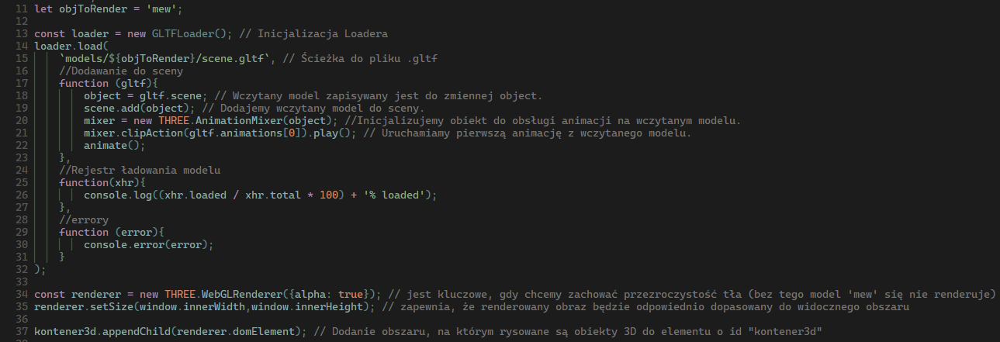 11 let objToRender = 'mew';
12
13 const loader = new GLTFLoader(); // Inicjalizacja Loadera
14 loader.load(
15     `models/${objToRender}/scene.gltf`, // Ścieżka do pliku .gltf
16     //Dodawanie do sceny
17     function (gltf){
18         object = gltf.scene; // Wczytany model zapisywany jest do zmiennej object.
19         scene.add(object); // Dodajemy wczytany model do sceny.
20         mixer = new THREE.AnimationMixer(object); //Inicjalizujemy obiekt do obsługi animacji na wczytanym modelu.
21         mixer.clipAction(gltf.animations[0]).play(); // Uruchamiamy pierwszą animację z wczytanego modelu.
22         animate();
23     },
24     //Rejestr ładowania modelu
25     function(xhr){
26         console.log((xhr.loaded / xhr.total * 100) + '% loaded');
27     },
28     //errory
29     function (error){
30         console.error(error);
31     }
32 );
33
34 const renderer = new THREE.WebGLRenderer({alpha: true}); // jest kluczowe, gdy chcemy zachować przezroczystość tła (bez tego model 'mew' się nie renderuje)
35 renderer.setSize(window.innerWidth,window.innerHeight); // zapewnia, że renderowany obraz będzie odpowiednio dopasowany do widocznego obszaru
36
37 kontener3d.appendChild(renderer.domElement); // Dodanie obszaru, na którym rysowane są obiekty 3D do elementu o id "kontener3d"